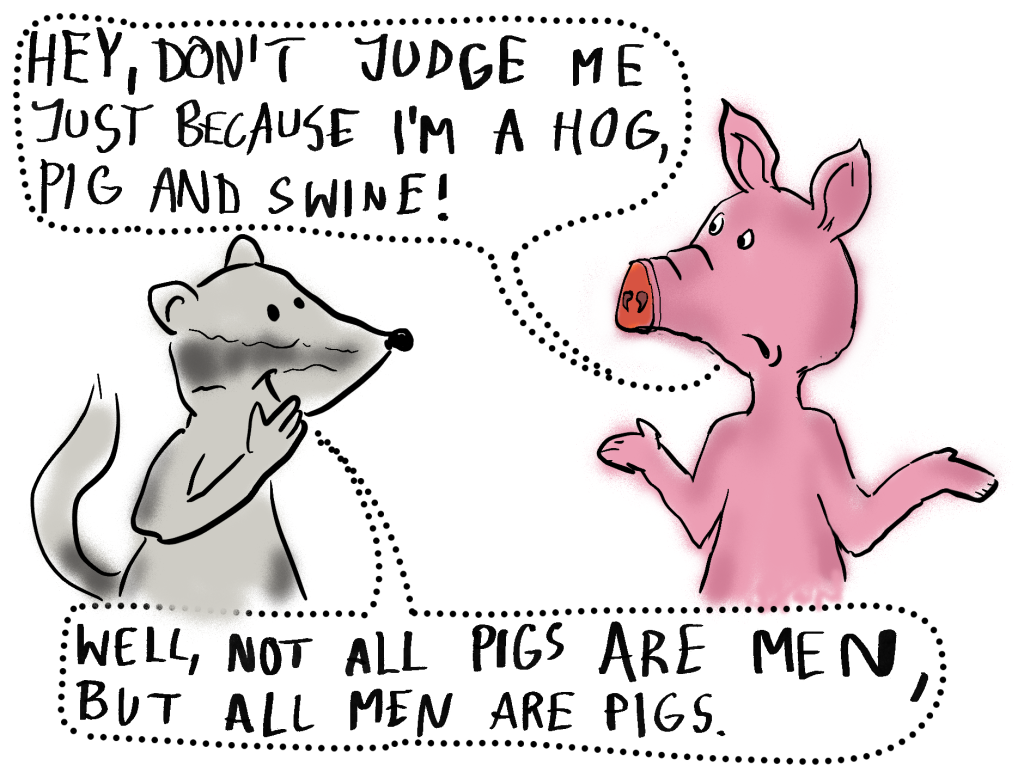 HEY, DON'T JUDGE ME
JUST BECAUSE I'M A HOG,
PIG AND SWINE!
WELL, NOT ALL PIGS ARE MEN,
BUT ALL MEN ARE PIGS.